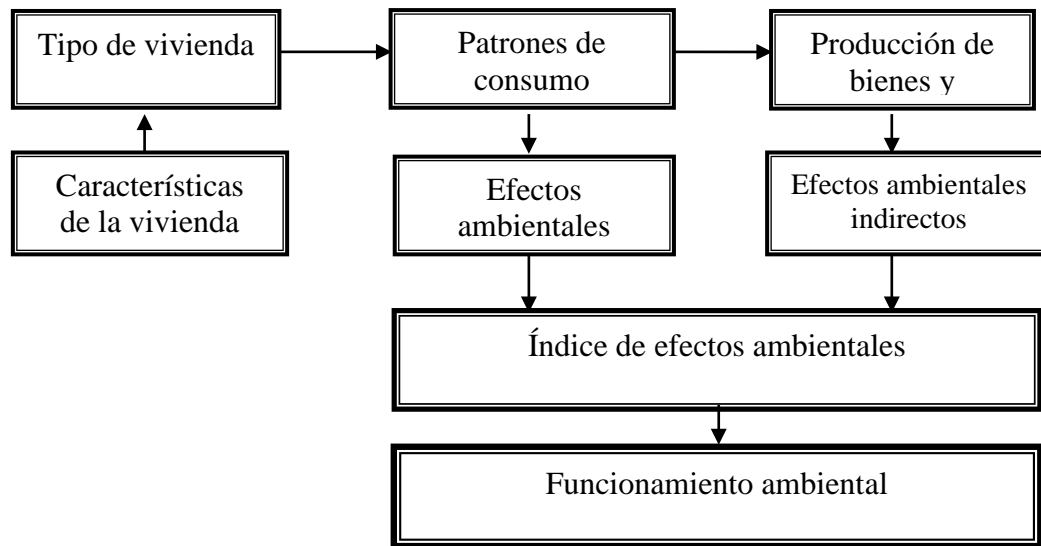 Tipo de vivienda
Patrones de
consumo
Producción de
bienes y
Características
de la vivienda
Efectos
ambientales
Efectos ambientales
indirectos
Índice de efectos ambientales
Funcionamiento ambiental